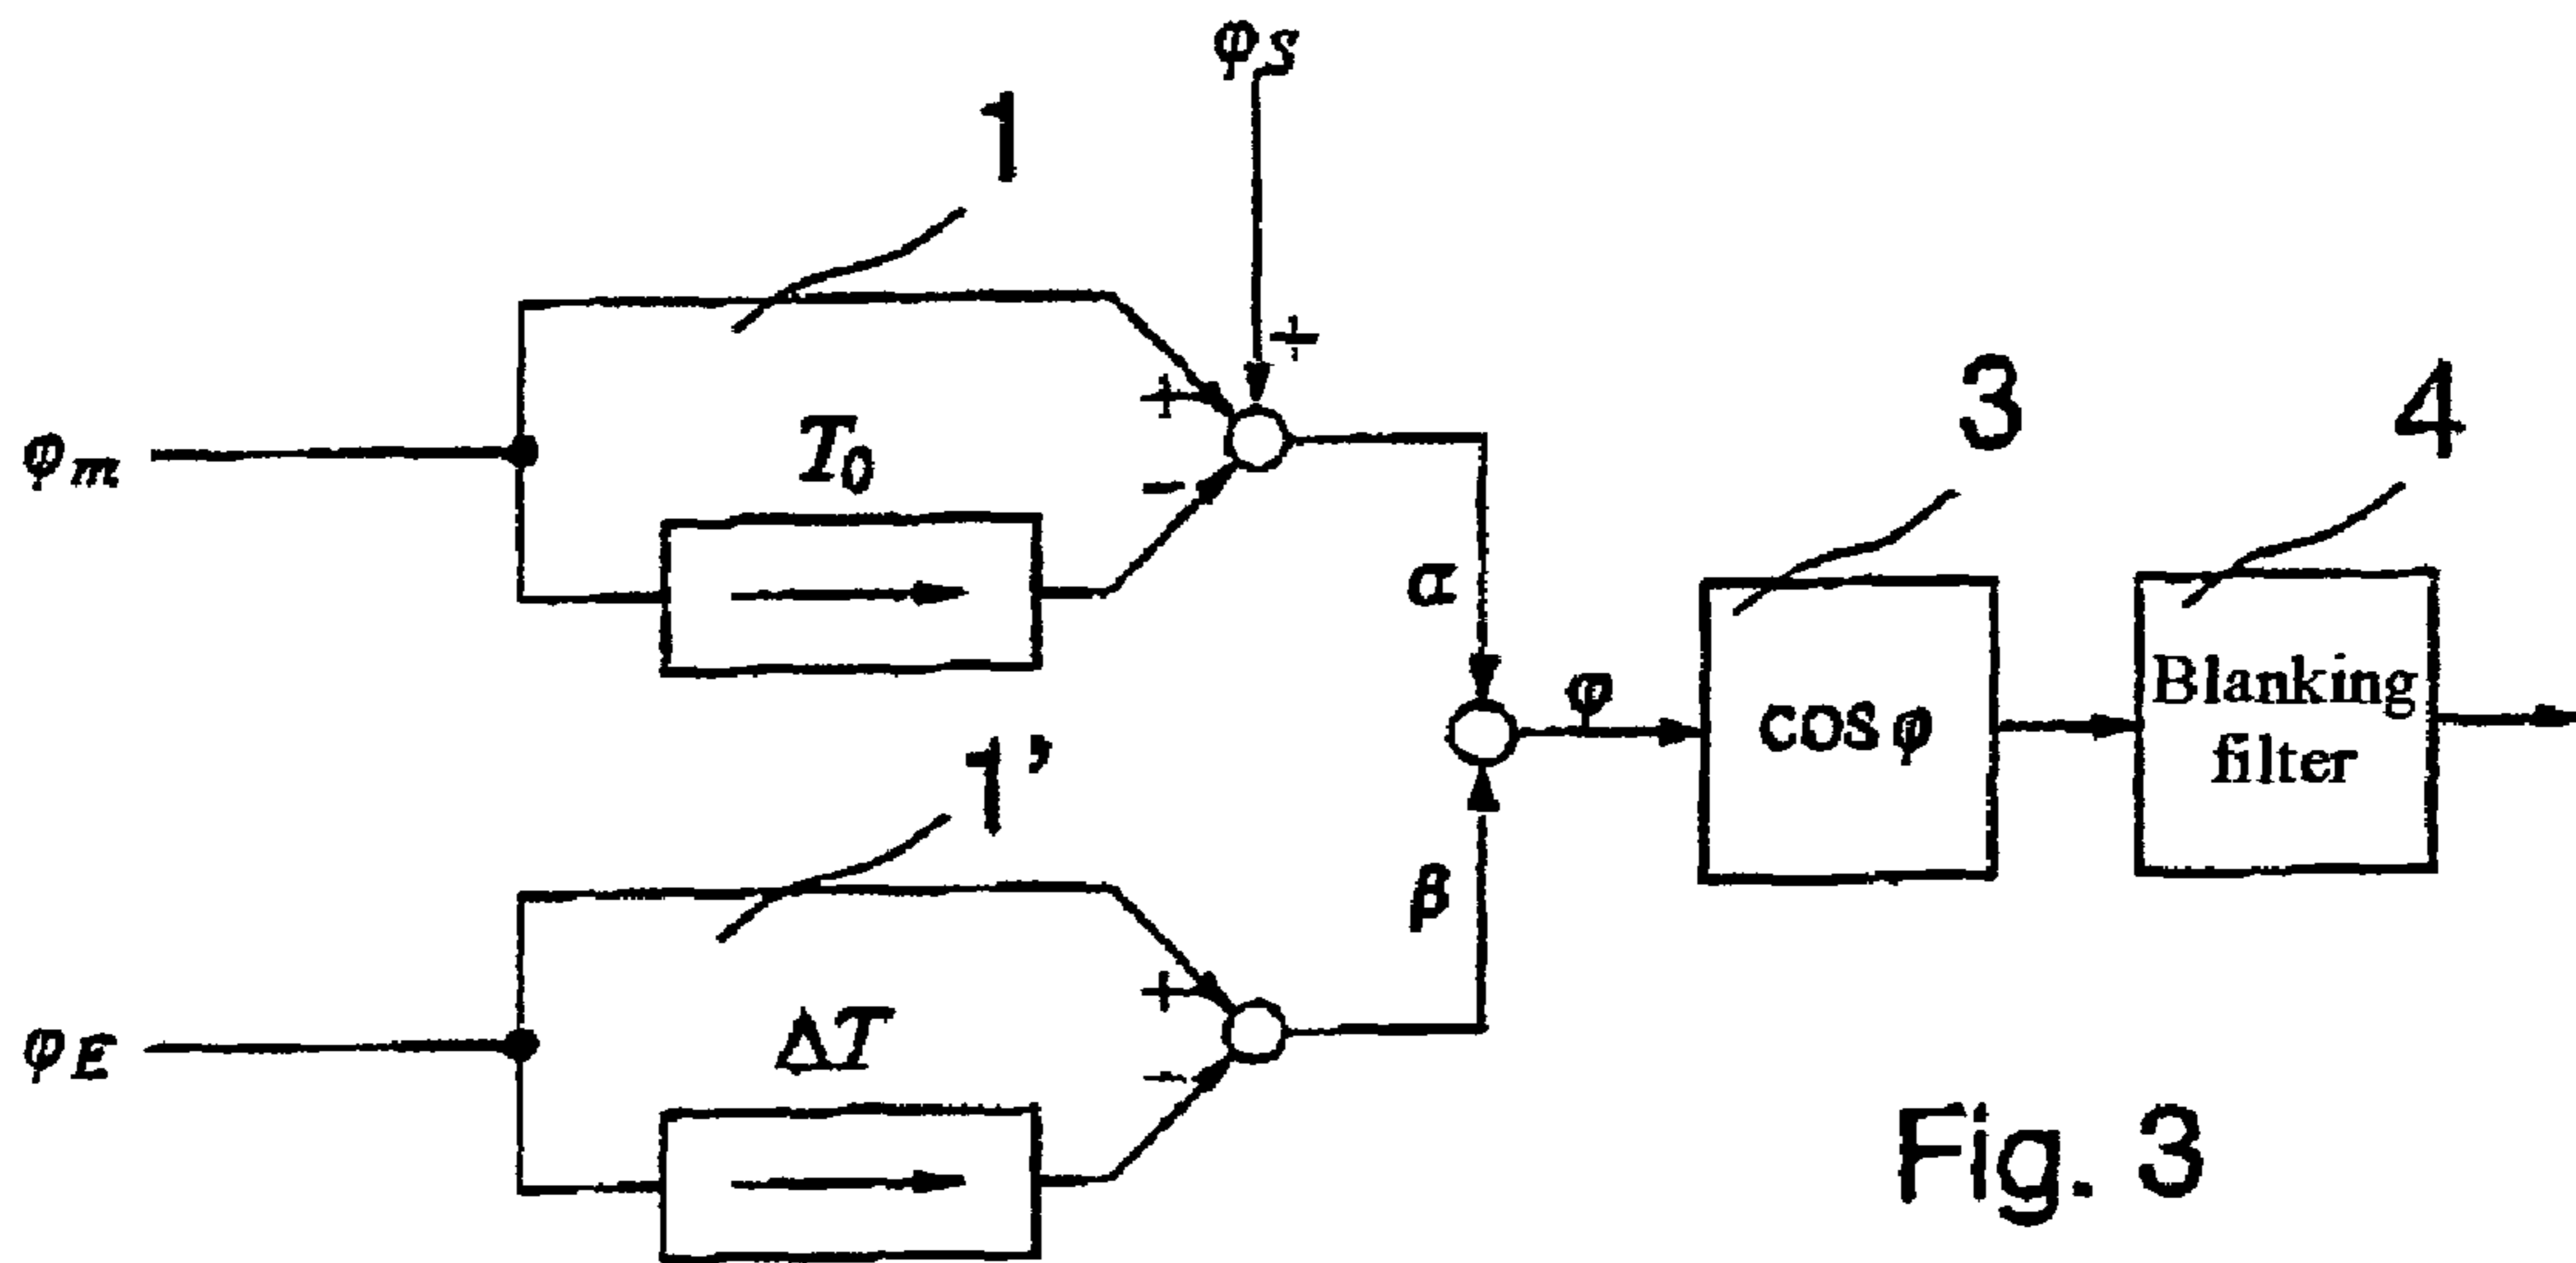 φS
1
+
+
φm
T0
-
3
4
α
φ
cos φ
Blanking
filter
1’
β
+
φE
ΔT
-
Fig. 3